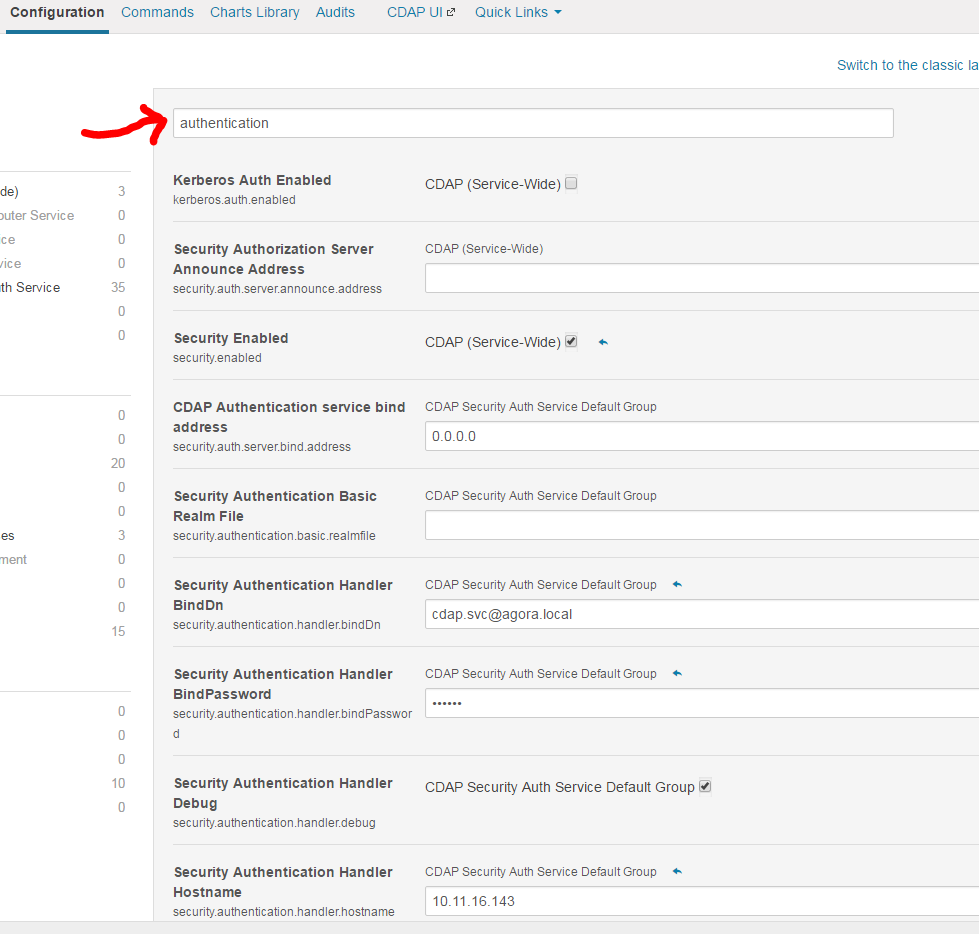 Configuration Commands Charts Library Audits CDAP UI Quick Links
Switch to the classic la
authentication
de) 3
outer Service 0
ce 0
vice 0
th Service 35
0
0
0
0
20
0
0
es 3
ment 0
0
0
15
0
0
0
10
0
Kerberos Auth Enabled
kerberos.auth.enabled
CDAP (Service-Wide)
Security Authorization Server
Announce Address
security.auth.server.announce.address
CDAP (Service-Wide)
Security Enabled
security.enabled
CDAP (Service-Wide)
CDAP Authentication service bind
address
security.auth.server.bind.address
CDAP Security Auth Service Default Group
0.0.0.0
Security Authentication Basic
Realm File
security.authentication.basic.realmfile
CDAP Security Auth Service Default Group
Security Authentication Handler
BindDn
security.authentication.handler.bindDn
CDAP Security Auth Service Default Group
cdap.svc@agora.local
Security Authentication Handler
BindPassword
security.authentication.handler.bindPasswor
d
CDAP Security Auth Service Default Group
••••••
Security Authentication Handler
Debug
security.authentication.handler.debug
CDAP Security Auth Service Default Group
Security Authentication Handler
Hostname
security.authentication.handler.hostname
CDAP Security Auth Service Default Group
10.11.16.143